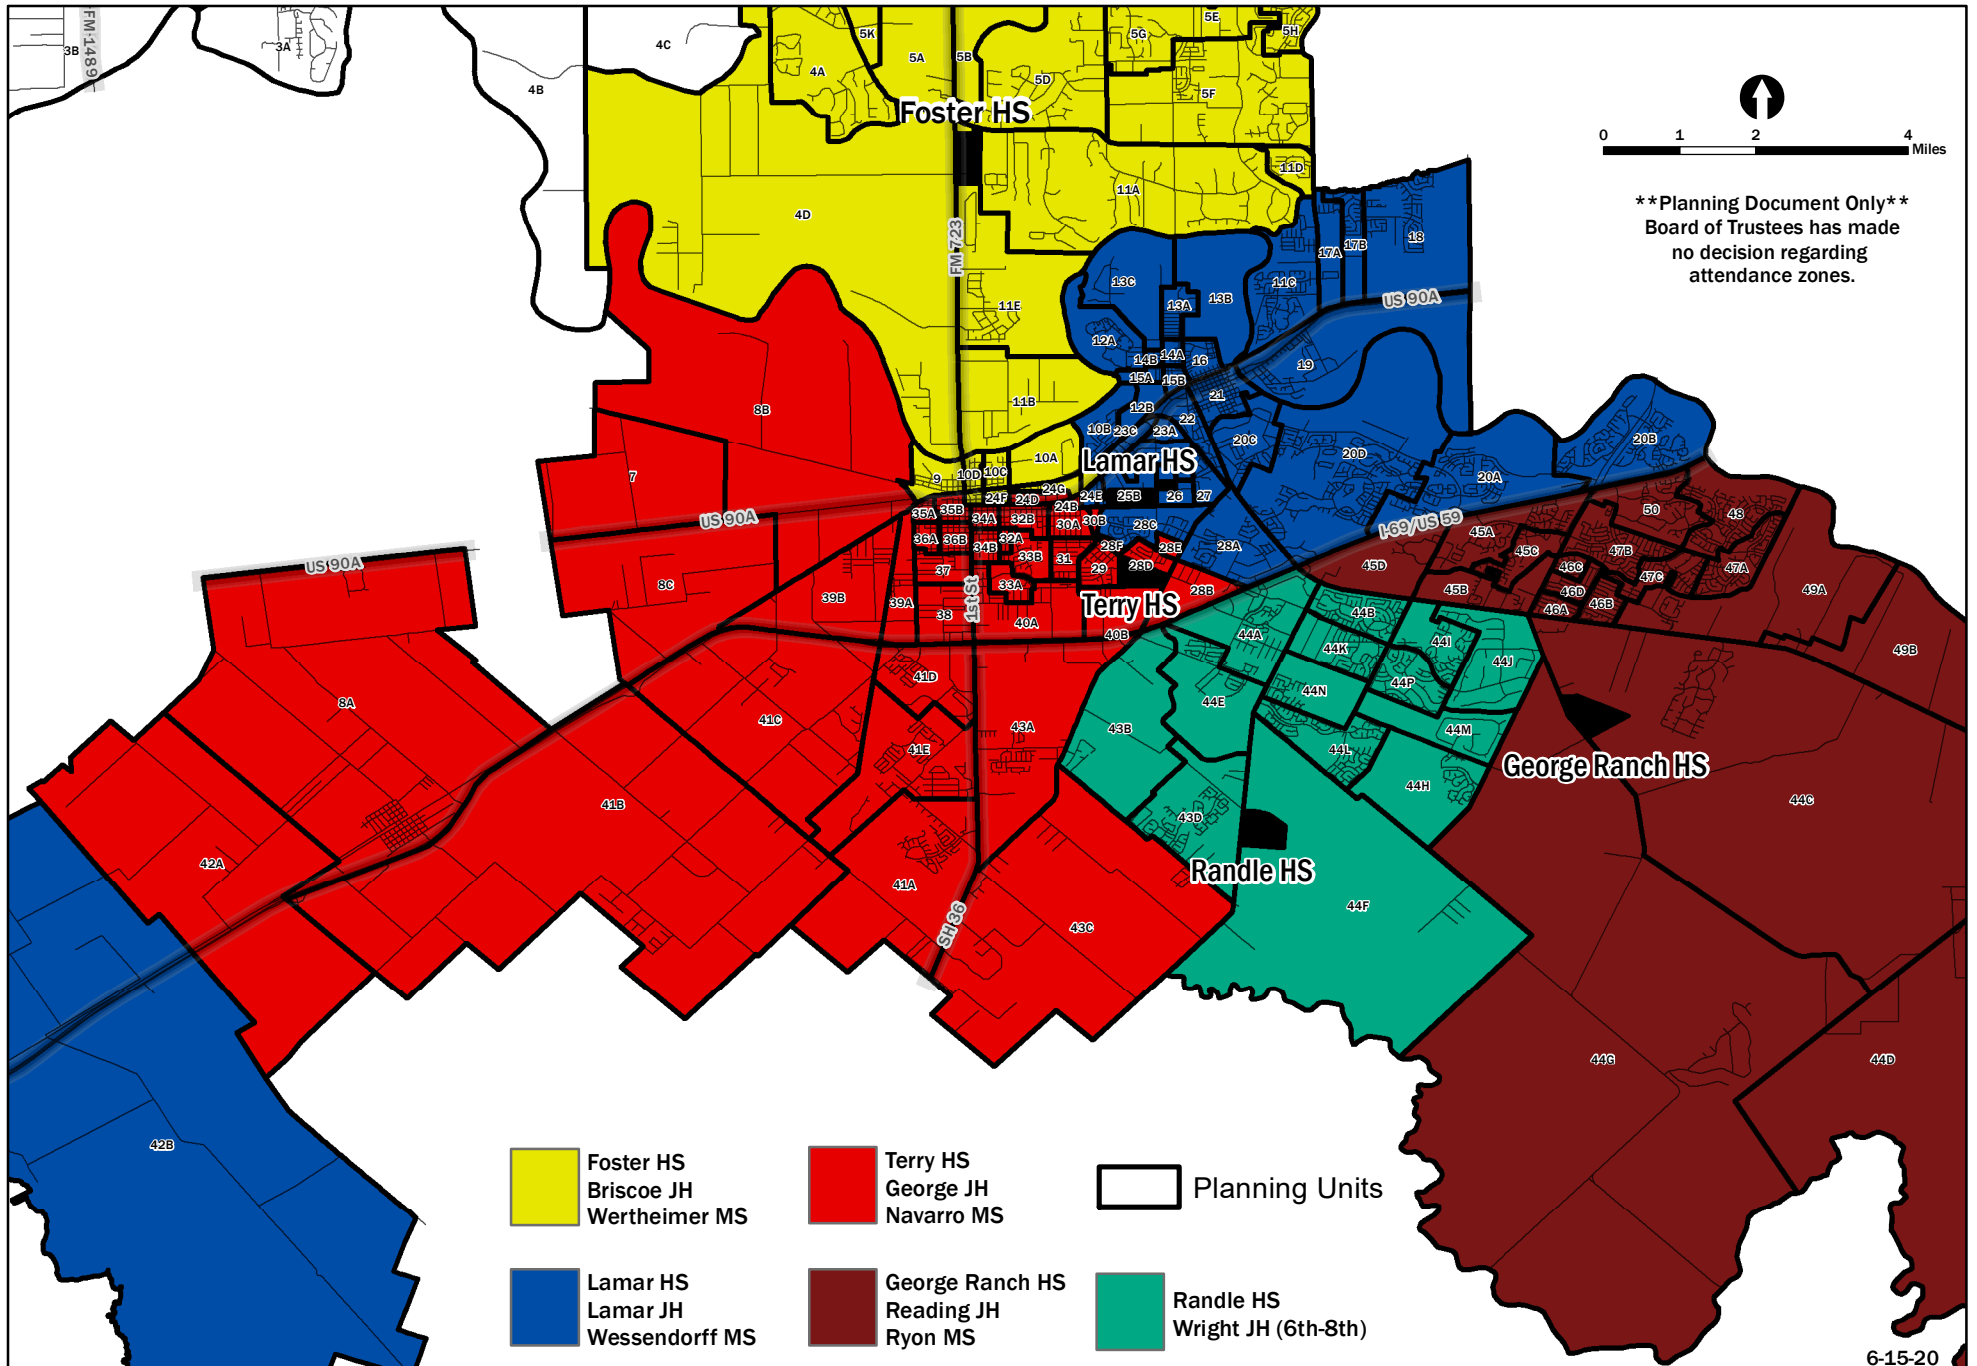 FM 1489
3B
3A
4C
4B
5K
4A
5A
5B
5D
5G
5E
5H
5F
Foster HS
0 1 2 4
Miles
**Planning Document Only**
Board of Trustees has made
no decision regarding
attendance zones.
4D
11A
11D
FM 723
11E
11B
13C
13A
13B
11C
17A
17B
18
US 90A
12A
14B
14A
16
15A
15B
19
12B
21
22
10B
23C
23A
20C
20D
20A
20B
Lamar HS
8B
7
9
10D
10C
10A
24F
24D
24G
24E
25B
26
27
24B
US 90A
35A
35B
34A
32B
30A
30B
28C
36A
36B
34B
32A
33B
31
28F
28E
28A
29
28D
28B
37
33A
38
39A
39B
8C
1st St
40A
40B
Terry HS
I-69/US 59
45A
45C
45D
45B
50
48
47B
46C
47C
47A
46D
46A
46B
49A
49B
US 90A
44A
44B
44K
44I
44J
44P
44N
44E
44L
44M
44H
43B
43D
8A
41D
41C
43A
41E
41B
42A
41A
43C
SH 36
George Ranch HS
44C
Randle HS
44F
44G
44D
42B
Foster HS
Briscoe JH
Wertheimer MS
Terry HS
George JH
Navarro MS
Planning Units
Lamar HS
Lamar JH
Wessendorff MS
George Ranch HS
Reading JH
Ryon MS
Randle HS
Wright JH (6th-8th)
6-15-20